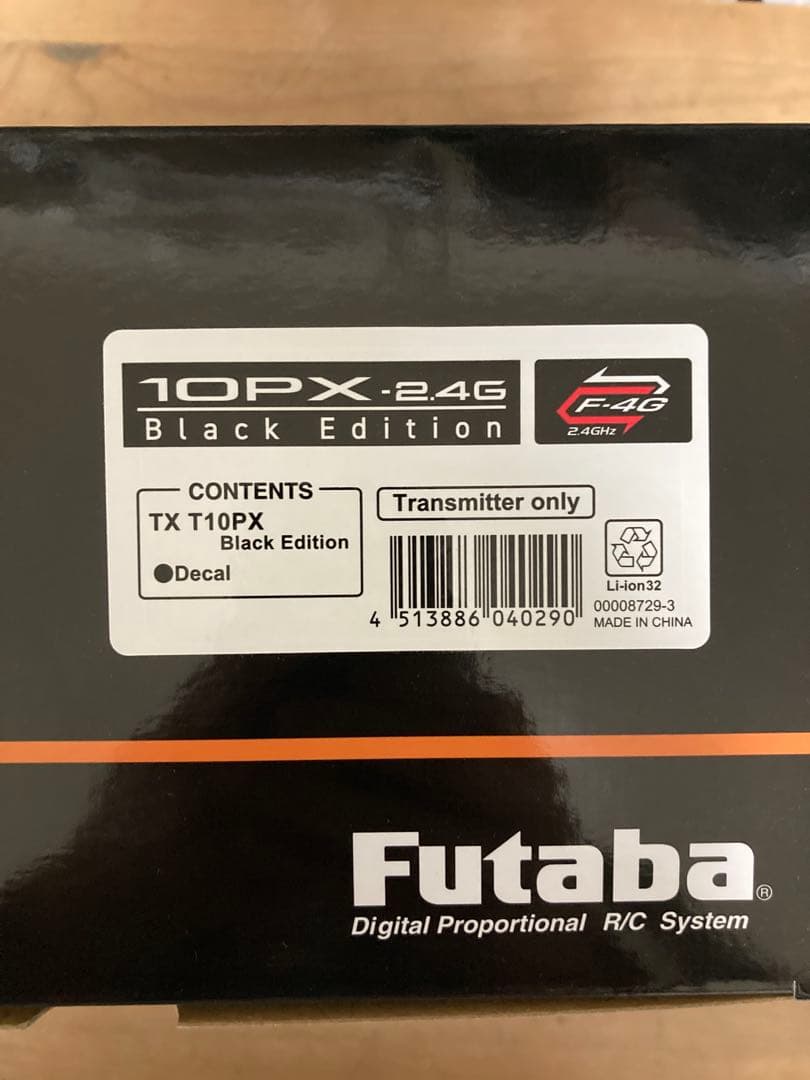 10PX-2.4G
Black Edition
F-4G
2.4GHz
CONTENTS
TX T10PX
Black Edition
●Decal
Transmitter only
4 513886 040290
Li-ion32
00008729-3
MADE IN CHINA
Futaba®
Digital Proportional R/C System